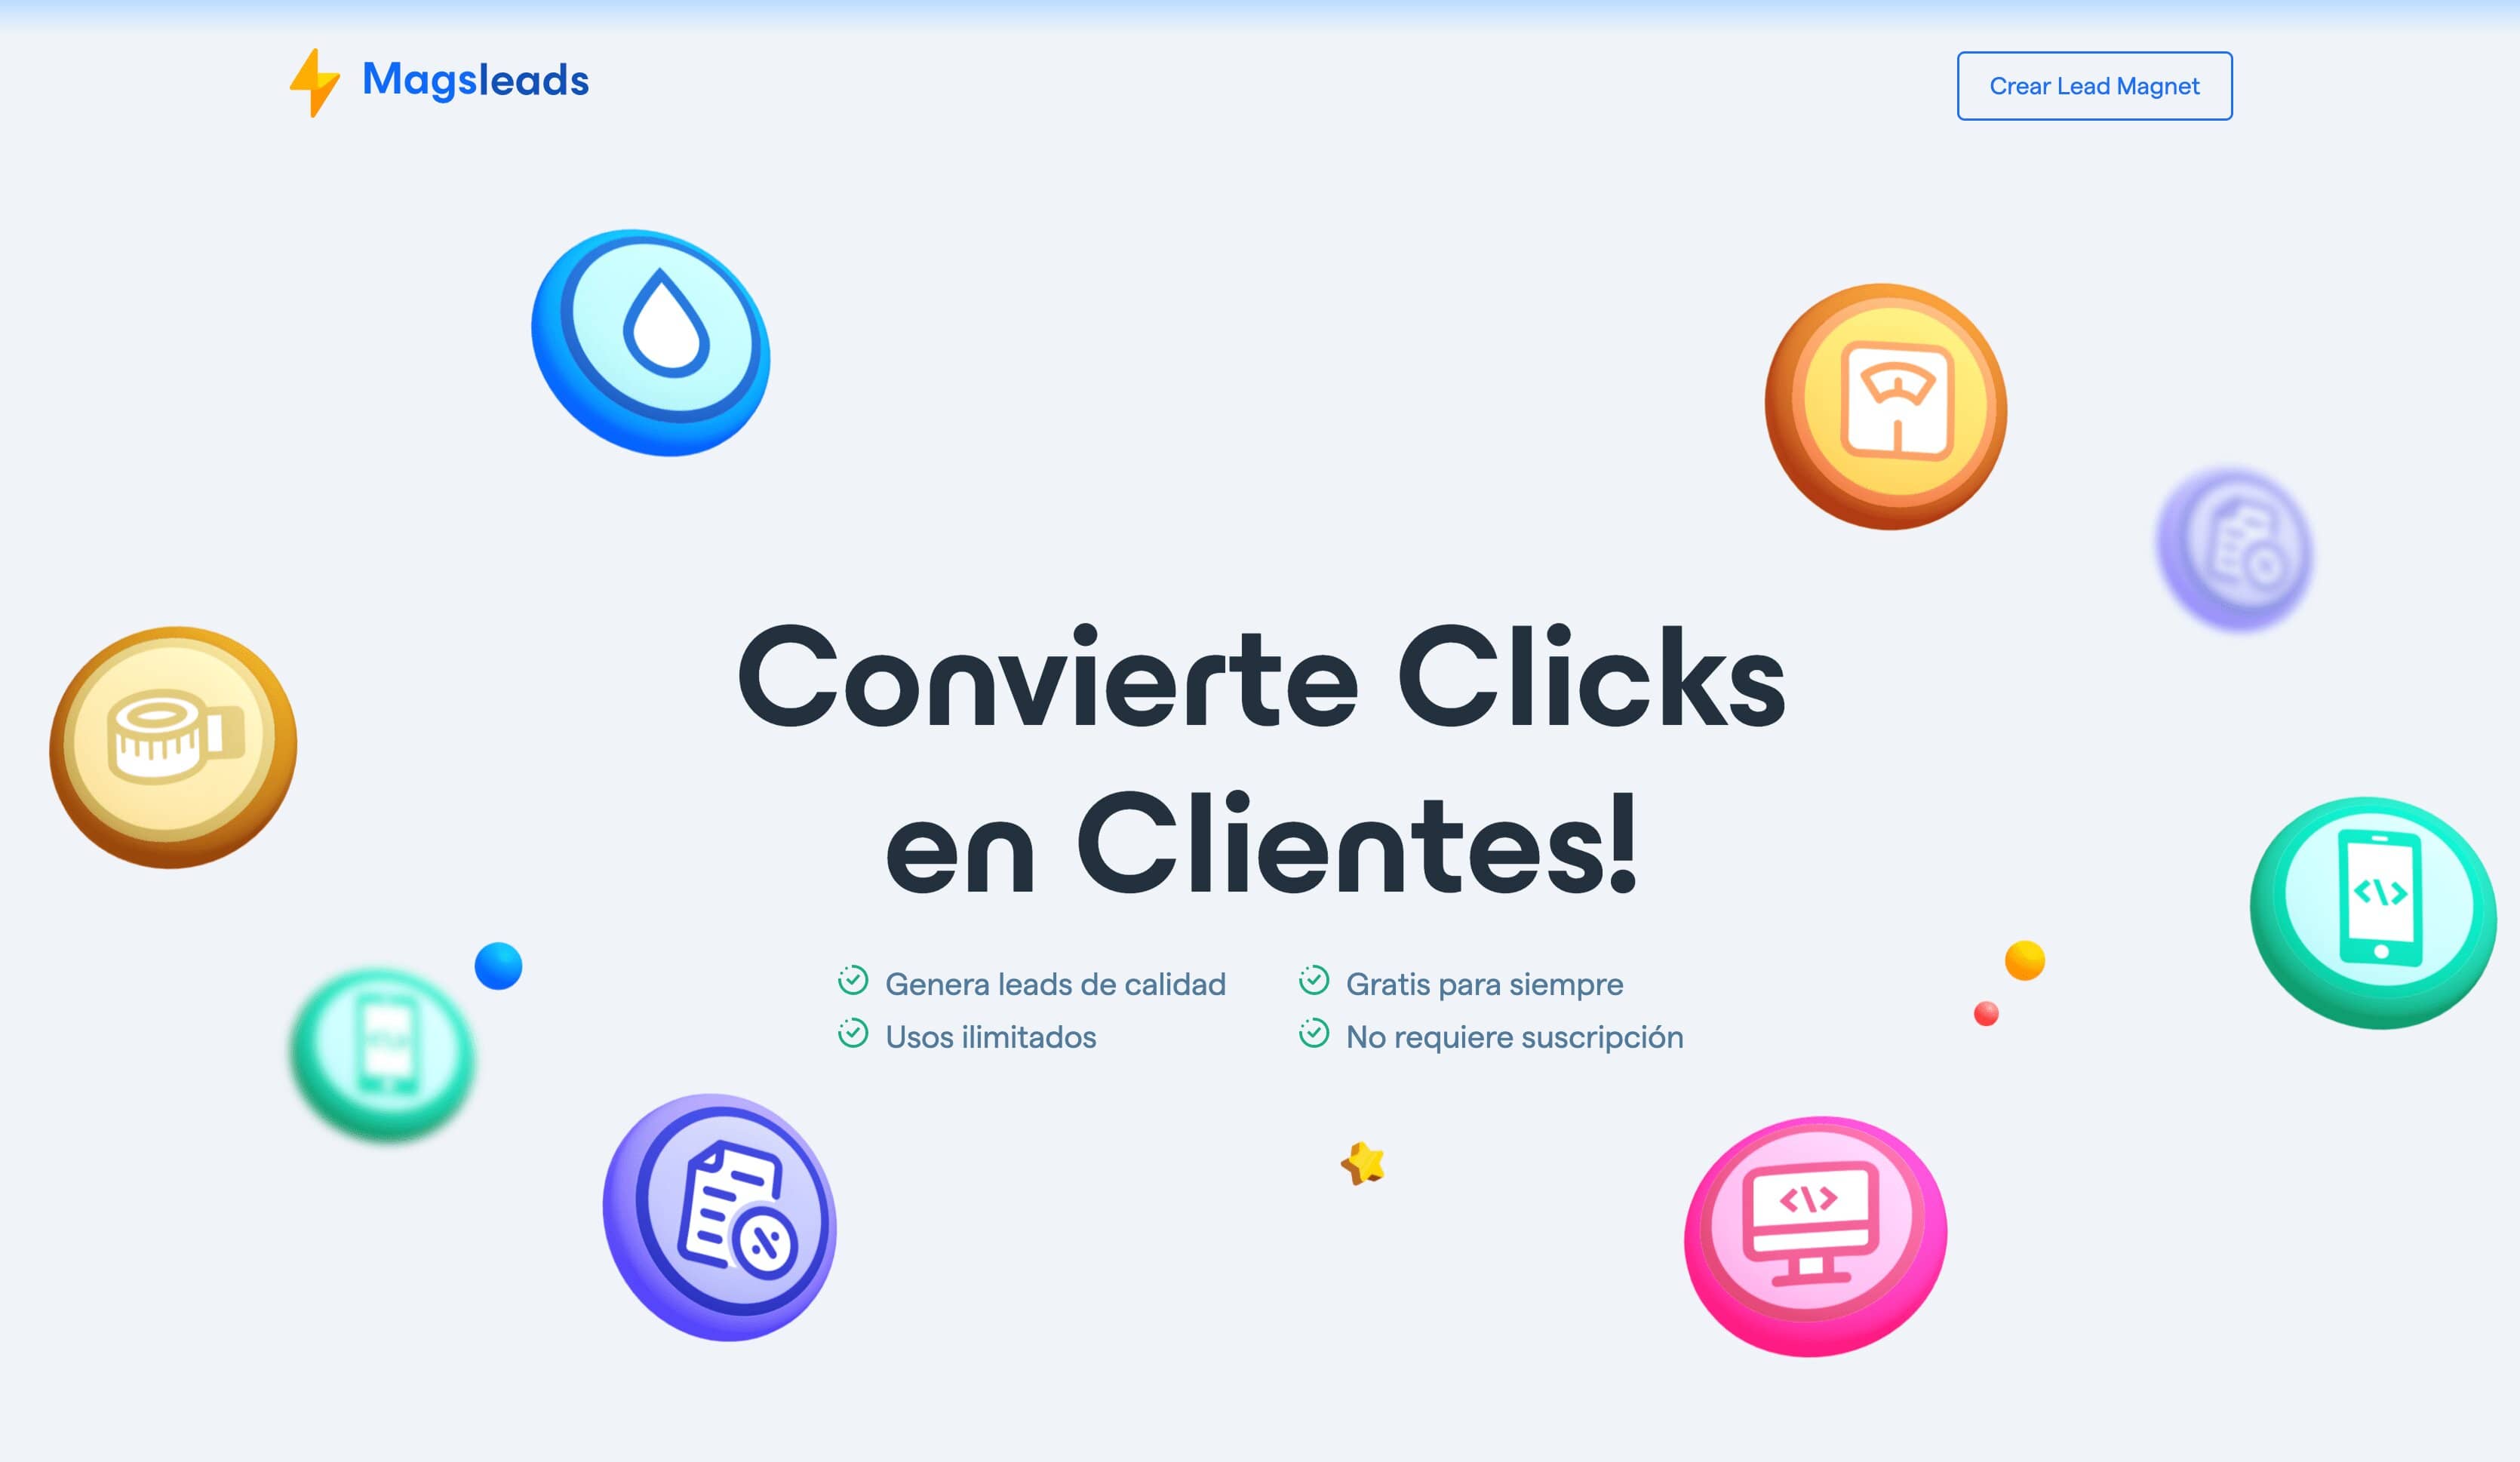 Magsleads
Crear Lead Magnet
Convierte Clicks
en Clientes!
Genera leads de calidad
Gratis para siempre
Usos ilimitados
No requiere suscripción